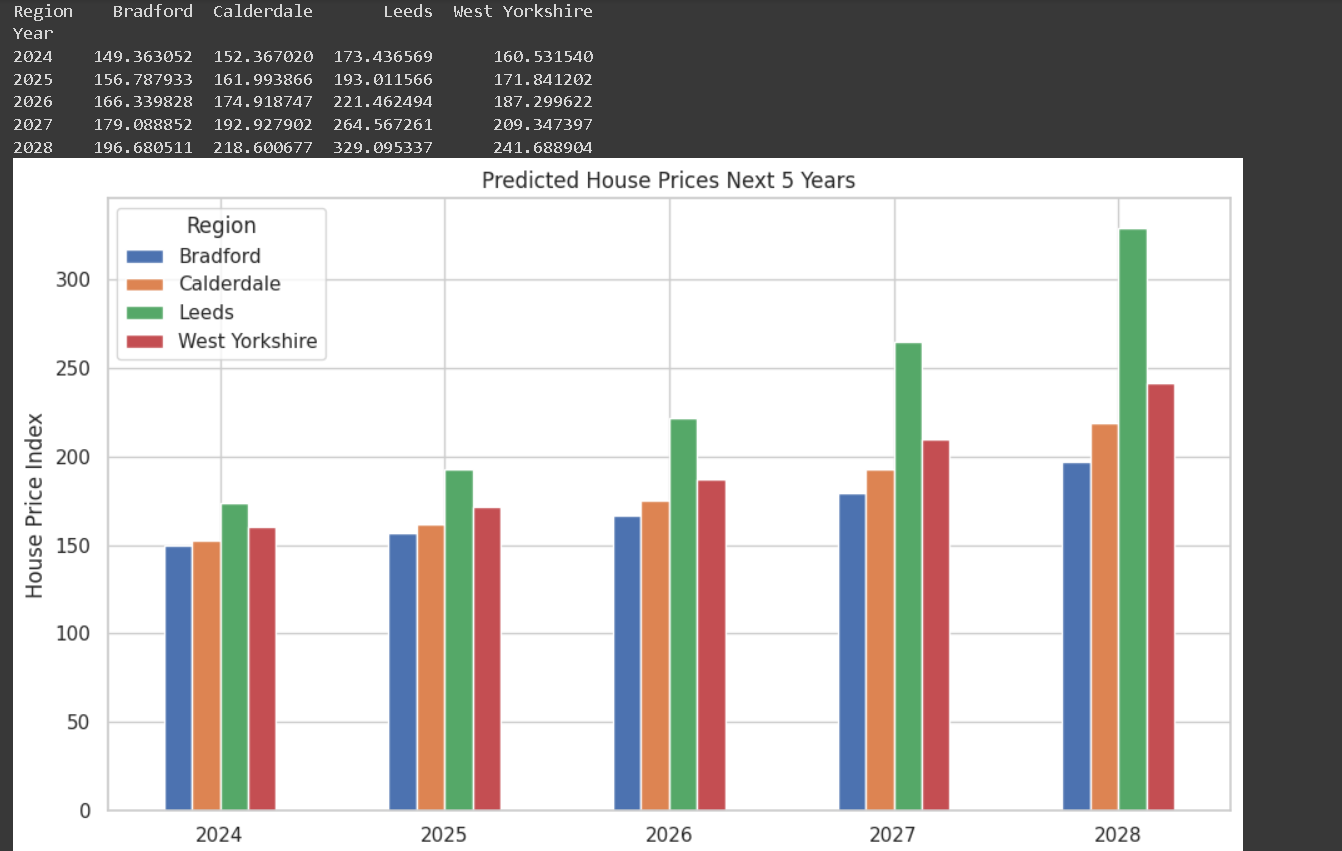 Region Bradford Calderdale Leeds West Yorkshire
Year
2024 149.363052 152.367020 173.436569 160.531540
2025 156.787933 161.993866 193.011566 171.841202
2026 166.339828 174.918747 221.462494 187.299622
2027 179.088852 192.927902 264.567261 209.347397
2028 196.680511 218.600677 329.095337 241.688904
Predicted House Prices Next 5 Years
Region
Bradford
Calderdale
Leeds
West Yorkshire
House Price Index
300
250
200
150
100
50
0
2024 2025 2026 2027 2028